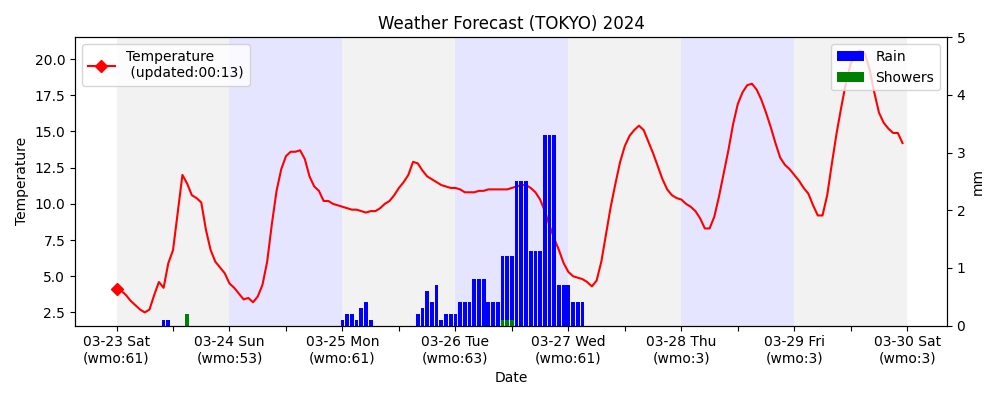 Weather Forecast (TOKYO) 2024
Temperature
(updated:00:13)
Rain
Showers
Temperature
20.0
17.5
15.0
12.5
10.0
7.5
5.0
2.5
5
4
3
2
1
0
mm
03-23 Sat
(wmo:61)
03-24 Sun
(wmo:53)
03-25 Mon
(wmo:61)
03-26 Tue
(wmo:63)
03-27 Wed
(wmo:61)
03-28 Thu
(wmo:3)
03-29 Fri
(wmo:3)
03-30 Sat
(wmo:3)
Date